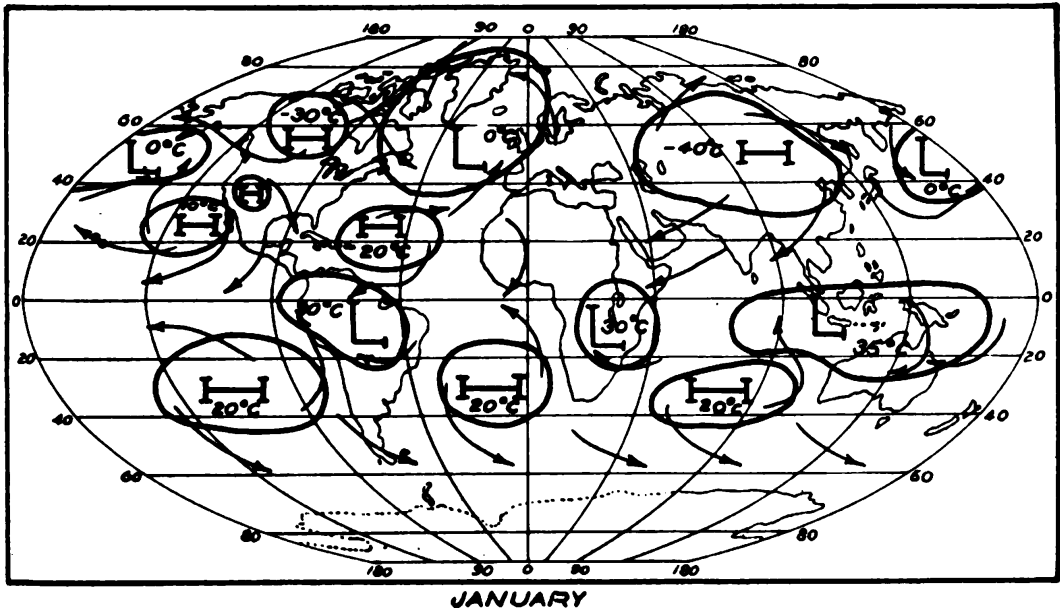 180 90 0 90 180
80 80
-30°C
60 0°C 0°C 60
H -40°C H L
L L 0°C
40 H 40
H H
20 20°C 20
0 30°C 0
L L 30°C L
35°C
20 20
H H H
20°C 20°C 20°C
40 40
60 60
80 80
180 90 0 90 180
JANUARY